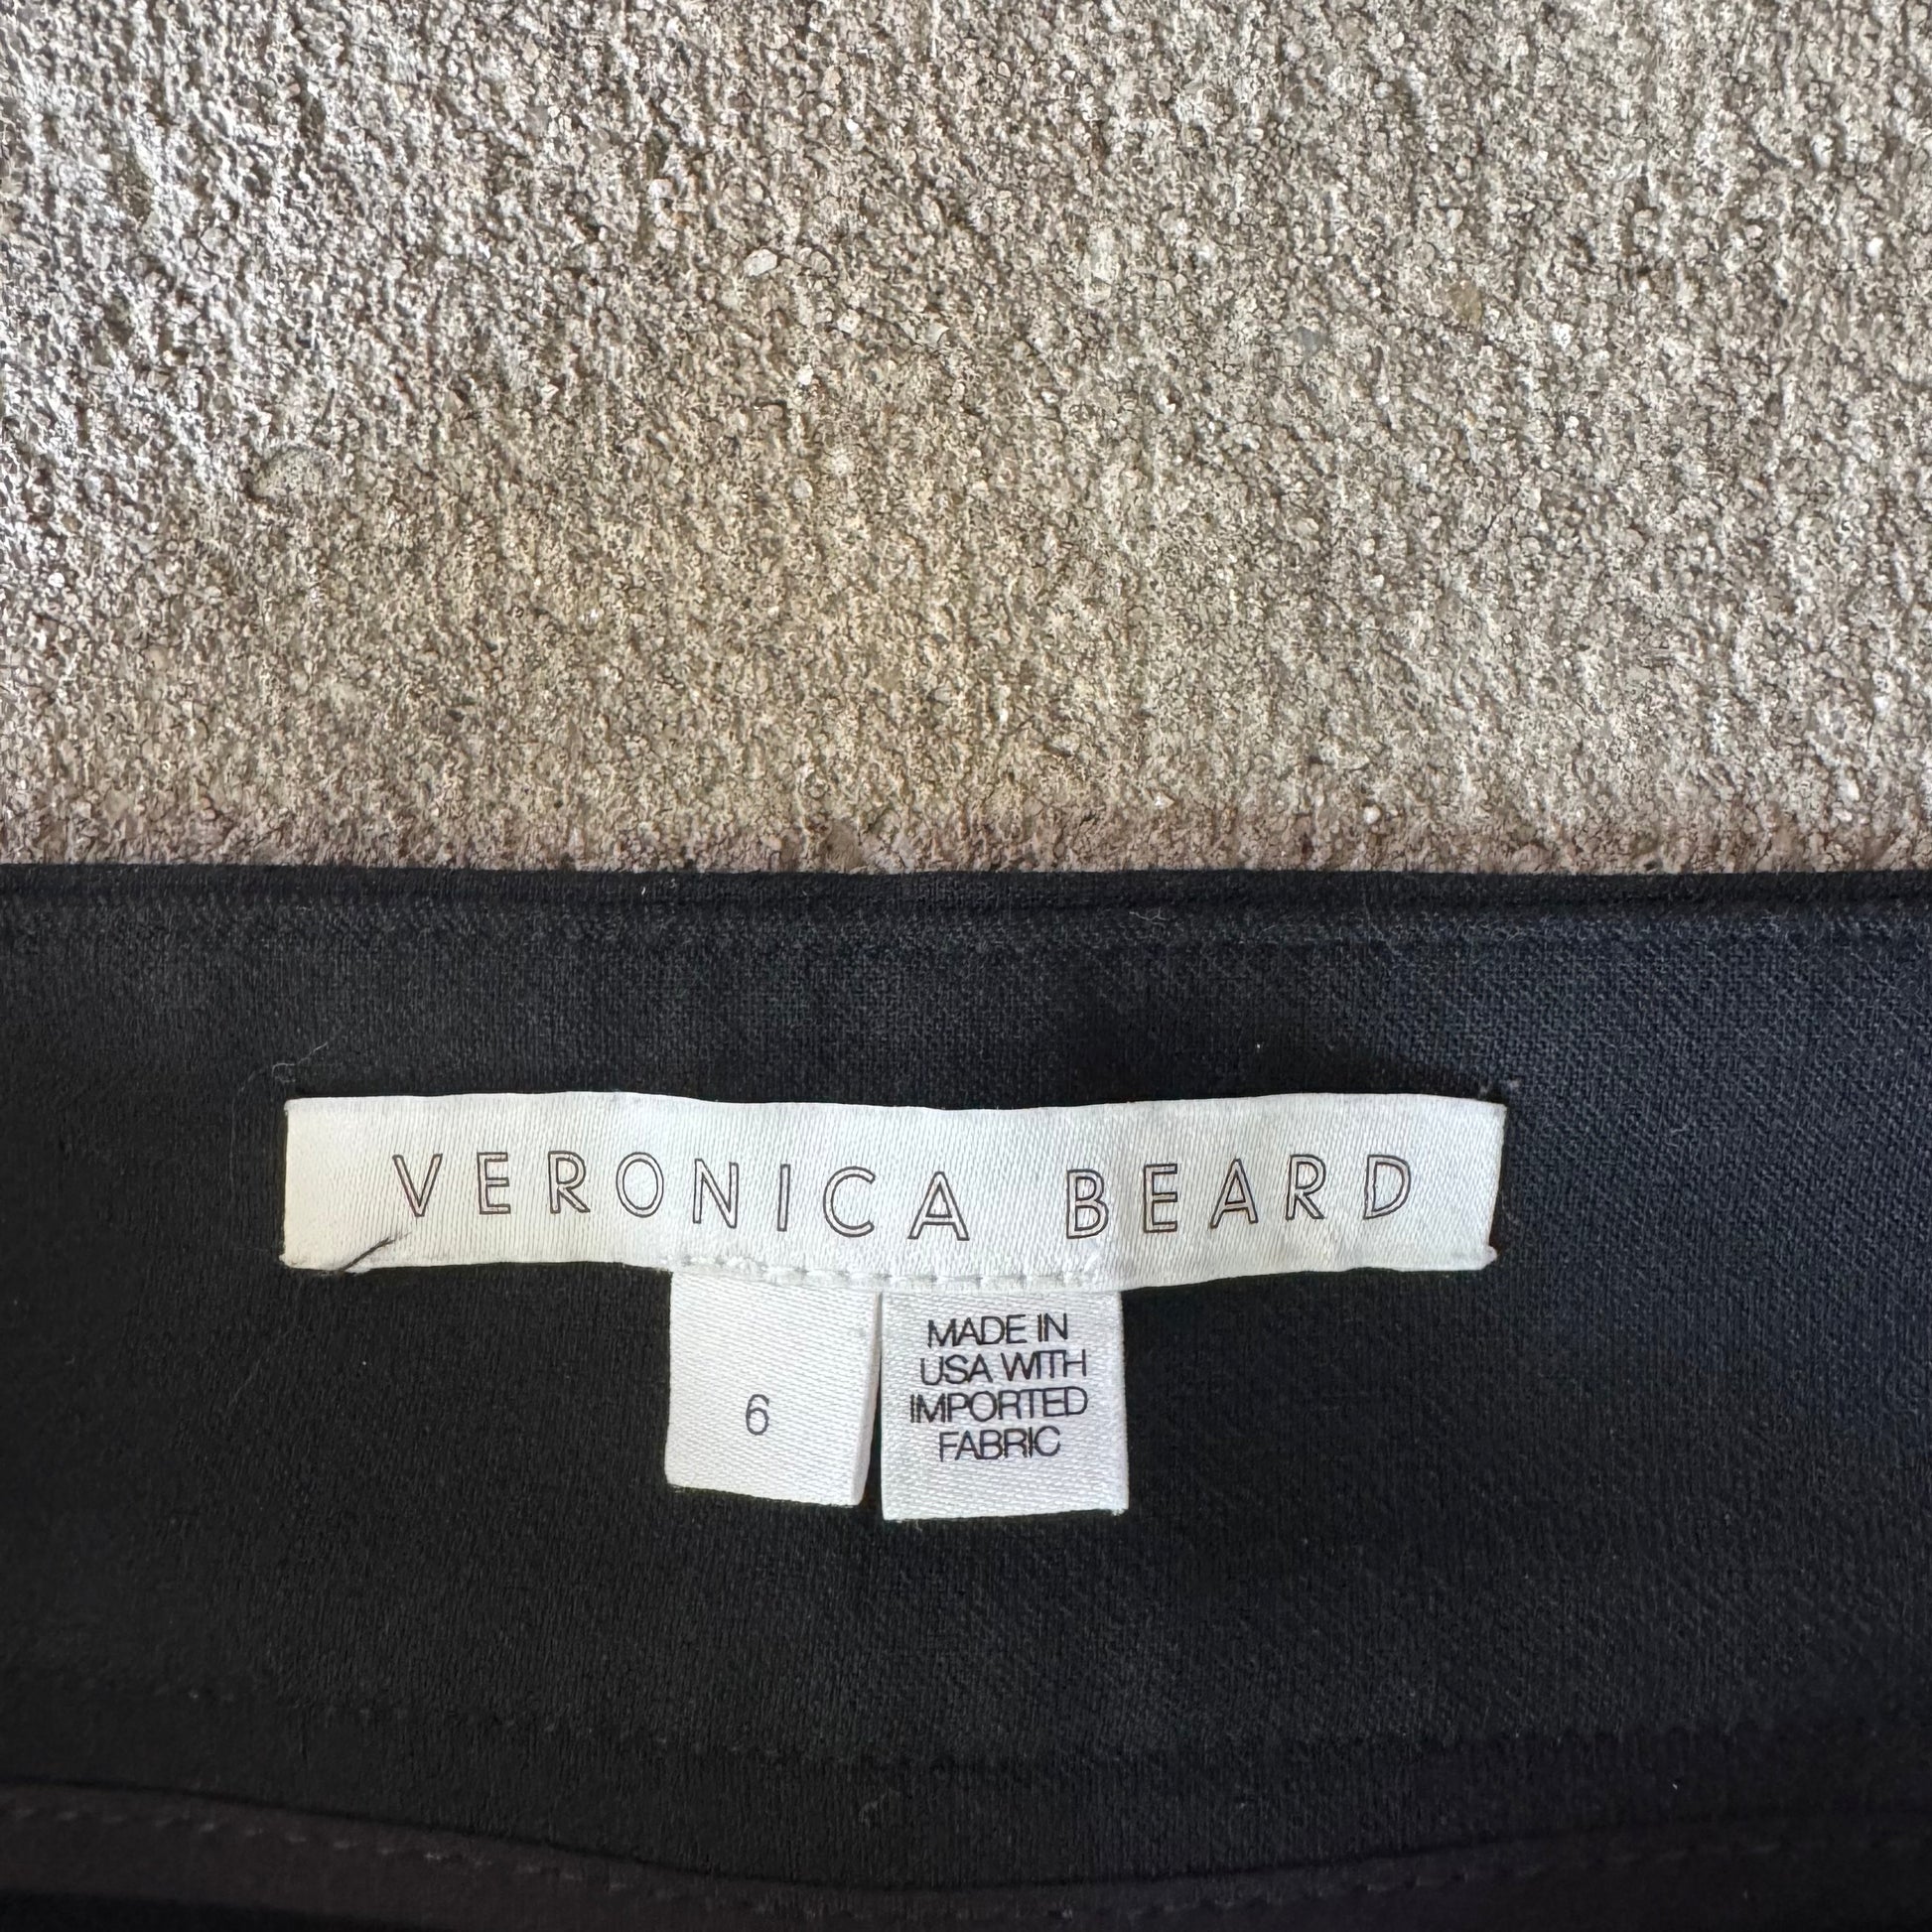 VERONICA BEARD
6
MADE IN
USA WITH
IMPORTED
FABRIC